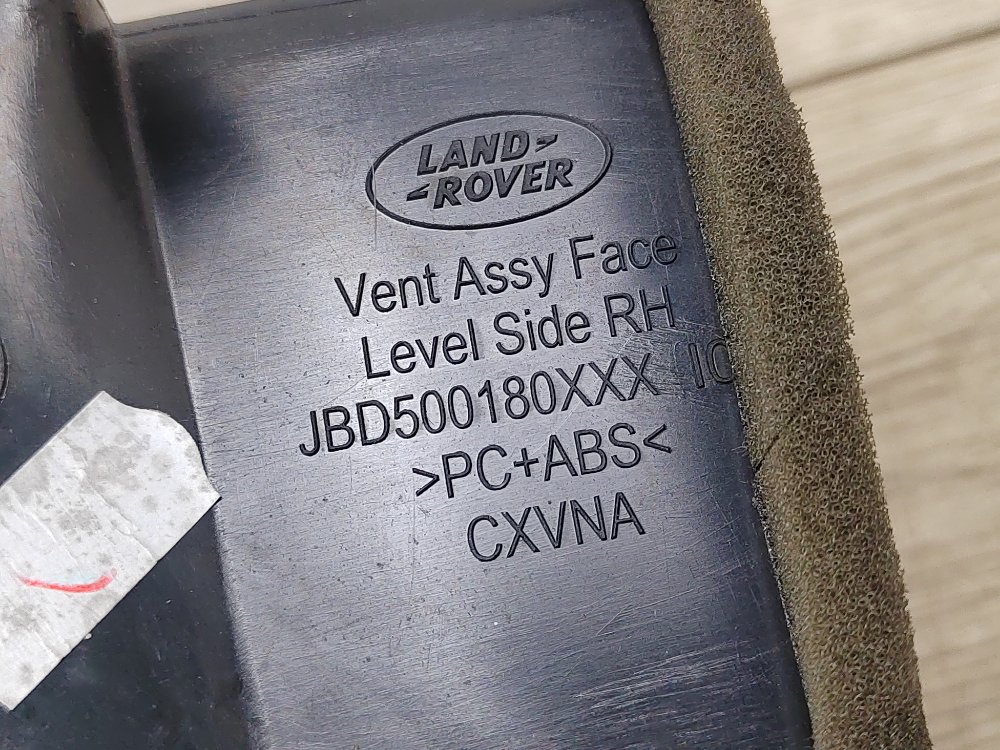 LAND
ROVER
Vent Assy Face
Level Side RH
JBD500180XXX
>PC+ABS<
CXVNA